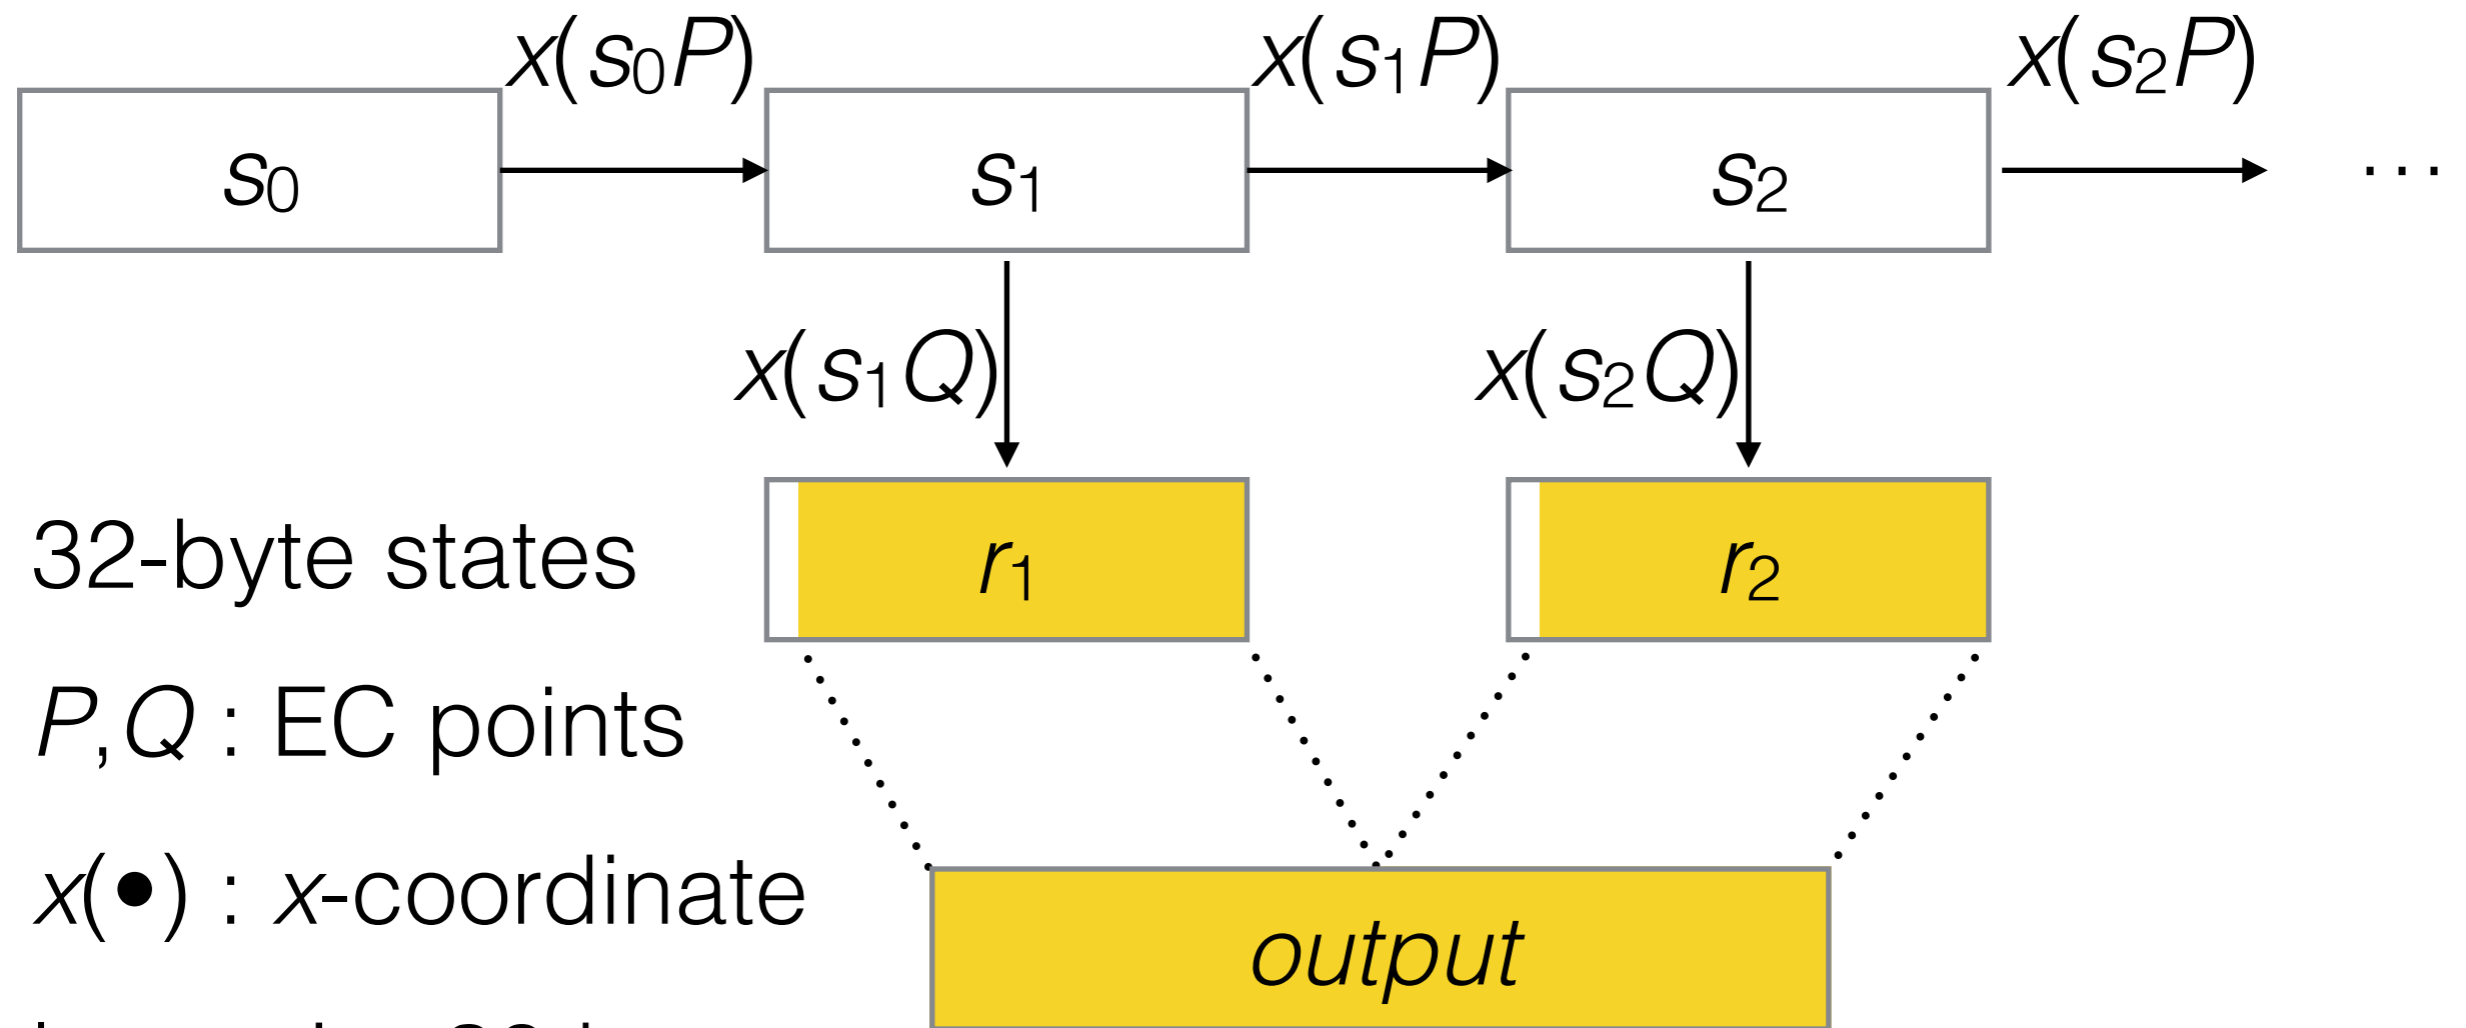 x(s₀P) x(s₁P) x(s₂P)
s₀ s₁ s₂ ...
x(s₁Q) x(s₂Q)
r₁ r₂
32-byte states
P,Q : EC points
x(•) : x-coordinate
output